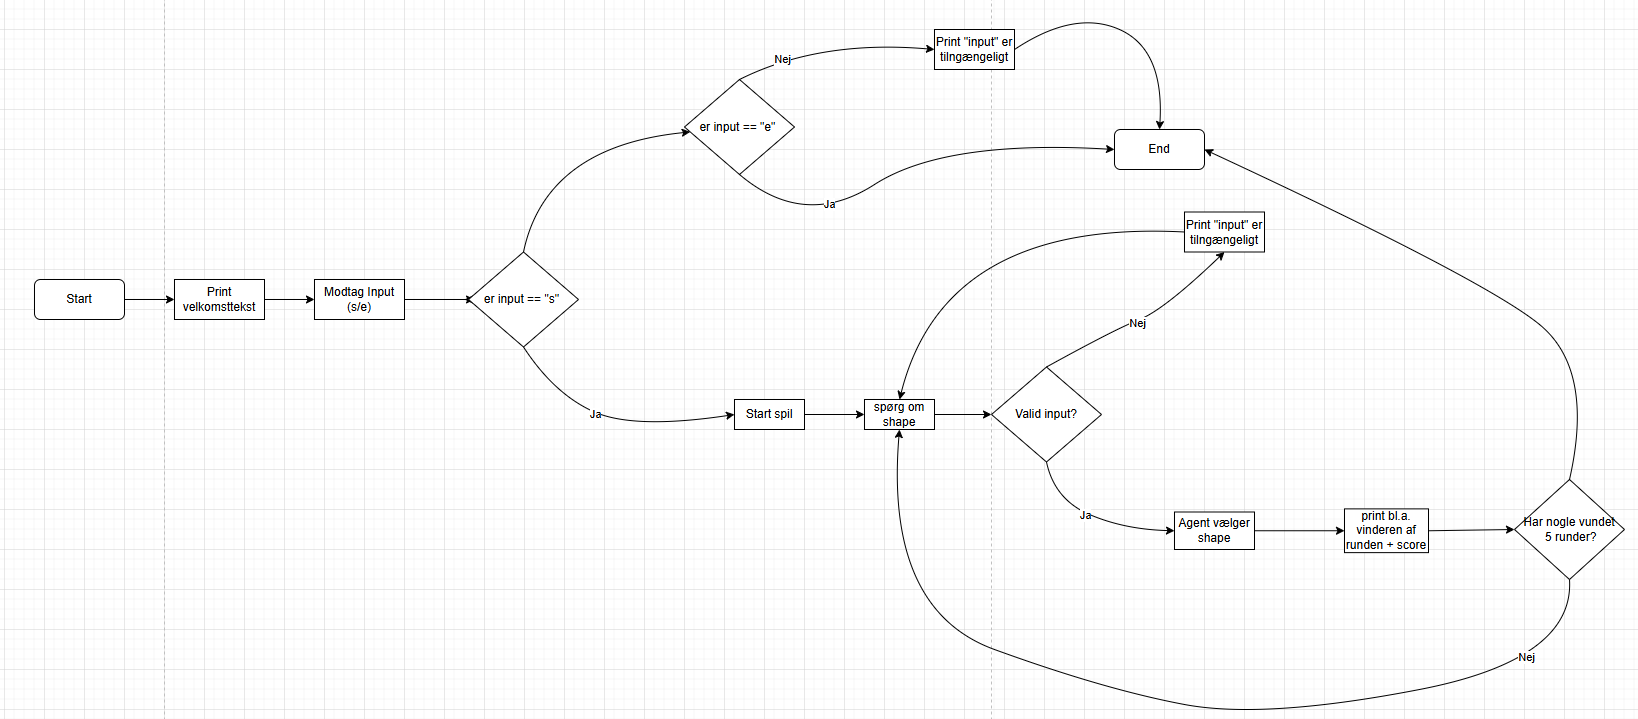 Print "input" er
tilngængeligt
Nej
er input == "e"
End
Ja
Print "input" er
tilngængeligt
Start
Print
velkomsttekst
Modtag Input
(s/e)
er input == "s"
Nej
Ja
Start spil
spørg om
shape
Valid input?
Ja
Agent vælger
shape
print bl.a.
vinderen af
runden + score
Har nogle vundet
5 runder?
Nej